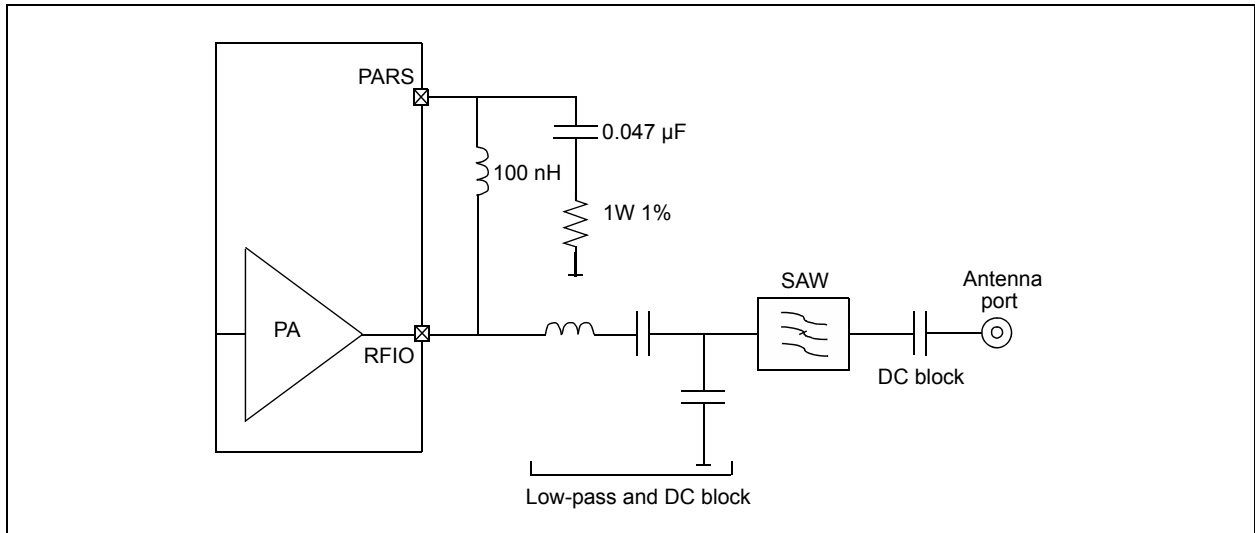 PARS
0.047 µF
100 nH
1W 1%
SAW
Antenna
port
PA
RFIO
DC block
Low-pass and DC block